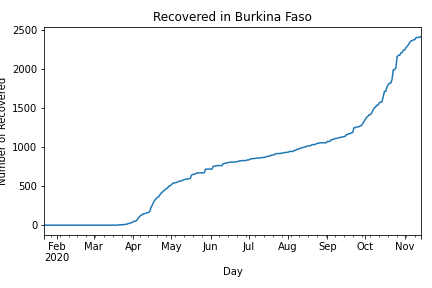 Recovered in Burkina Faso
Number of Recovered
2500
2000
1500
1000
500
0
Feb Mar Apr May Jun Jul Aug Sep Oct Nov
2020
Day